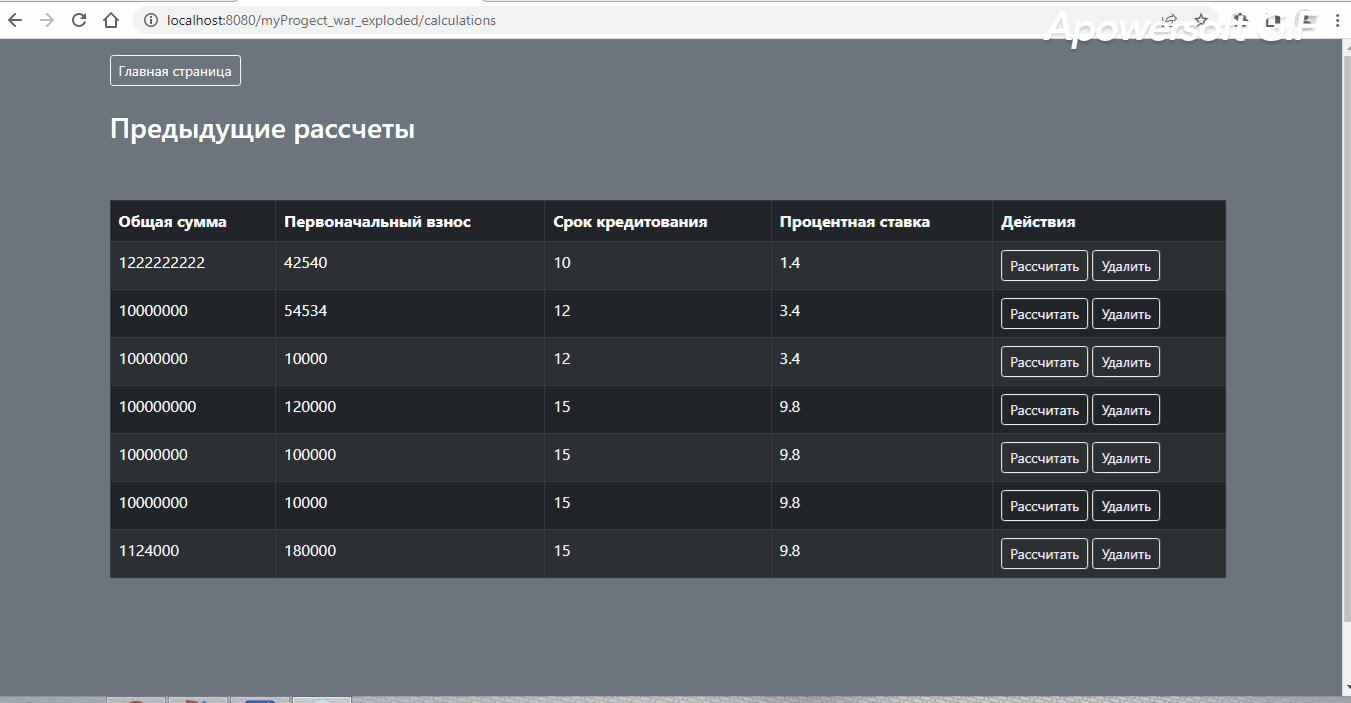 localhost:8080/myProgect_war_exploded/calculations
Apowersoft GIF
Главная страница
Предыдущие рассчеты
Общая сумма Первоначальный взнос Срок кредитования Процентная ставка Действия
1222222222 42540 10 1.4 Рассчитать Удалить
10000000 54534 12 3.4 Рассчитать Удалить
10000000 10000 12 3.4 Рассчитать Удалить
100000000 120000 15 9.8 Рассчитать Удалить
10000000 100000 15 9.8 Рассчитать Удалить
10000000 10000 15 9.8 Рассчитать Удалить
1124000 180000 15 9.8 Рассчитать Удалить